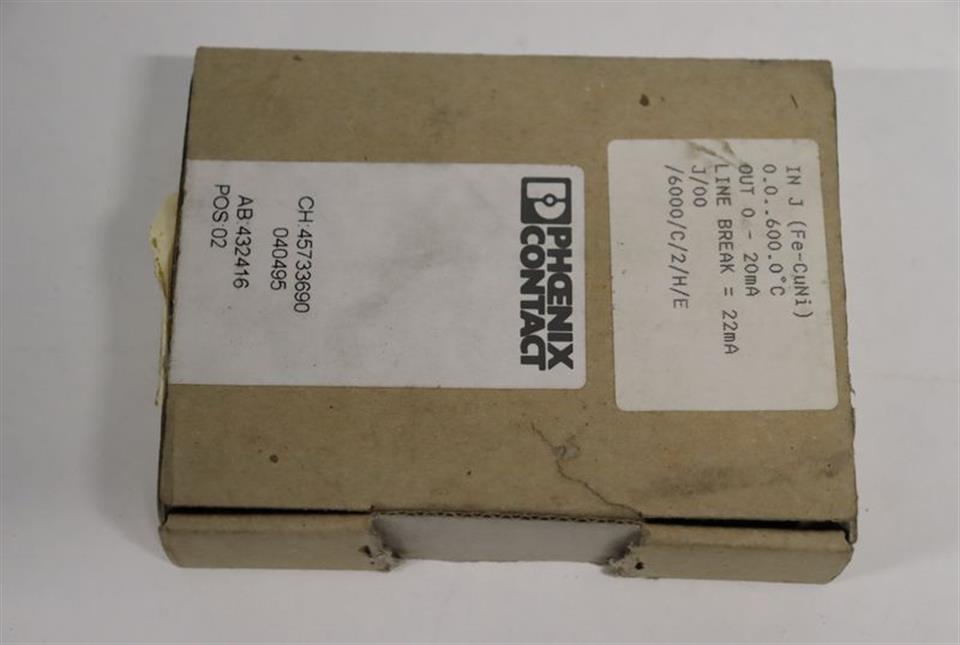 IN J (Fe-CuNi)
0.0..600.0°C
OUT 0 - 20mA
LINE BREAK = 22mA
J/00
/6000/C/2/H/E
PHŒNIX
CONTACT
CH:45733690
040495
AB:432416
POS:02